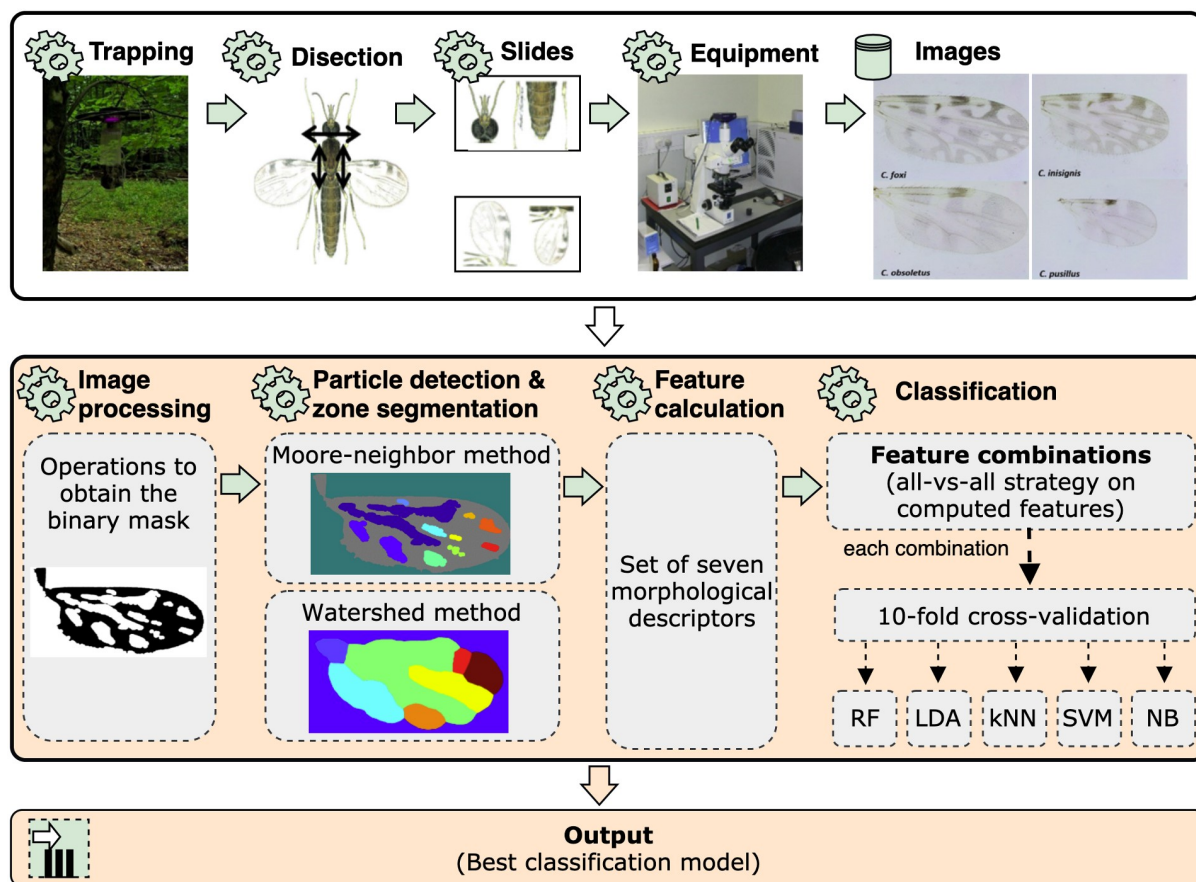 Trapping
Disection
Slides
Equipment
Images
C. foxi
C. inisignis
C. obsoletus
C. pusillus
Image
processing
Particle detection &
zone segmentation
Feature
calculation
Classification
Operations to
obtain the
binary mask
Moore-neighbor method
Watershed method
Set of seven
morphological
descriptors
Feature combinations
(all-vs-all strategy on
computed features)
each combination
10-fold cross-validation
RF
LDA
kNN
SVM
NB
Output
(Best classification model)